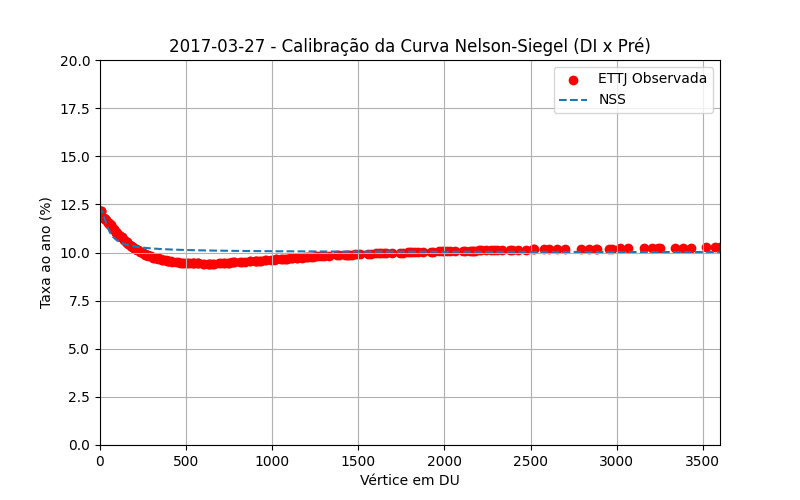 2017-03-27 - Calibração da Curva Nelson-Siegel (DI x Pré)
ETTJ Observada
NSS
Taxa ao ano (%)
20.0
17.5
15.0
12.5
10.0
7.5
5.0
2.5
0.0
0 500 1000 1500 2000 2500 3000 3500
Vértice em DU